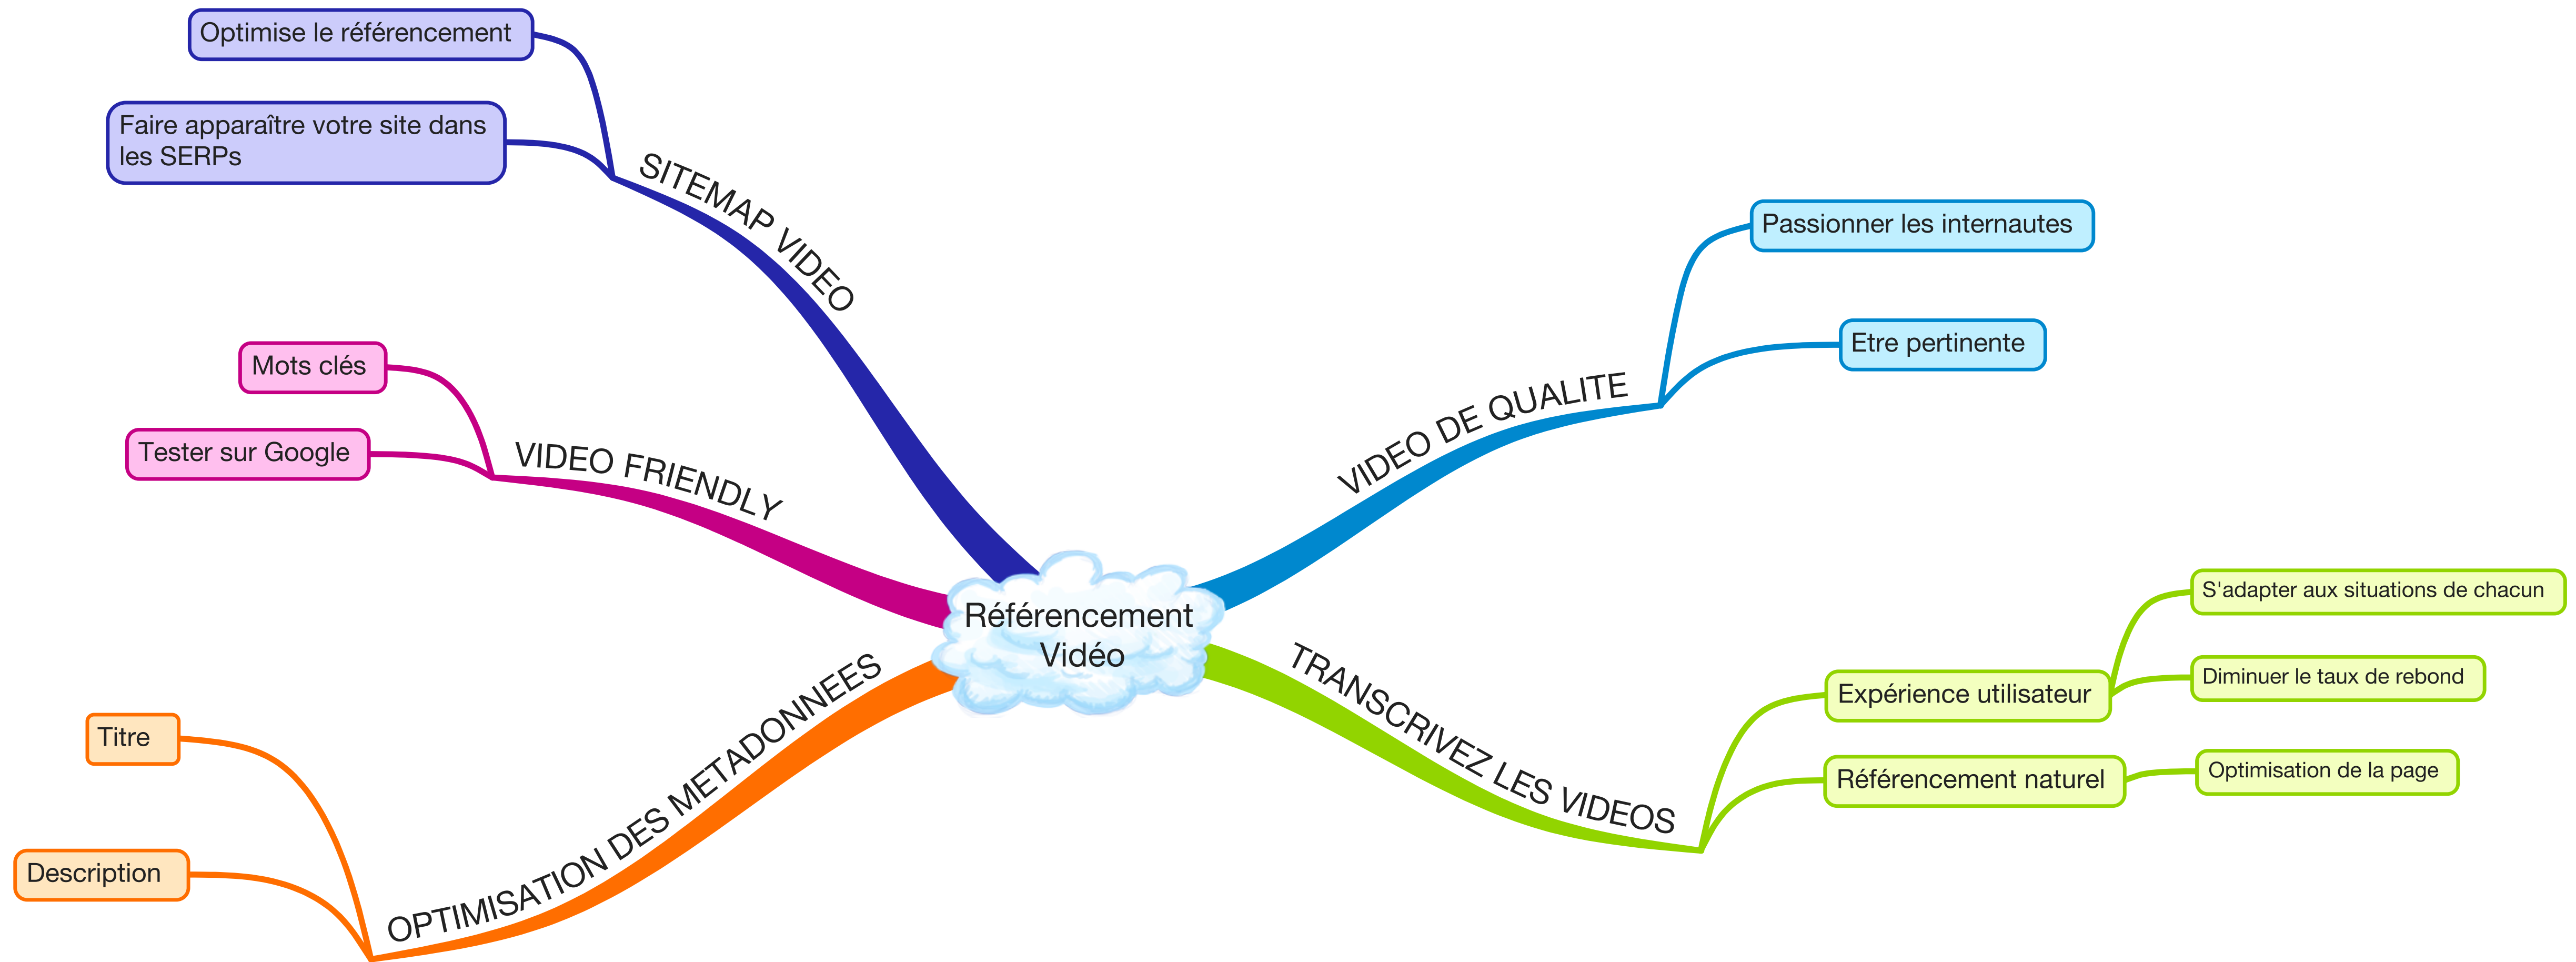 Référencement
Vidéo
VIDEO DE QUALITE
Passionner les internautes
Etre pertinente
TRANSCRIVEZ LES VIDEOS
Expérience utilisateur
S'adapter aux situations de chacun
Diminuer le taux de rebond
Référencement naturel
Optimisation de la page
OPTIMISATION DES METADONNEES
Titre
Description
VIDEO FRIENDLY
Mots clés
Tester sur Google
SITEMAP VIDEO
Optimise le référencement
Faire apparaître votre site dans
les SERPs